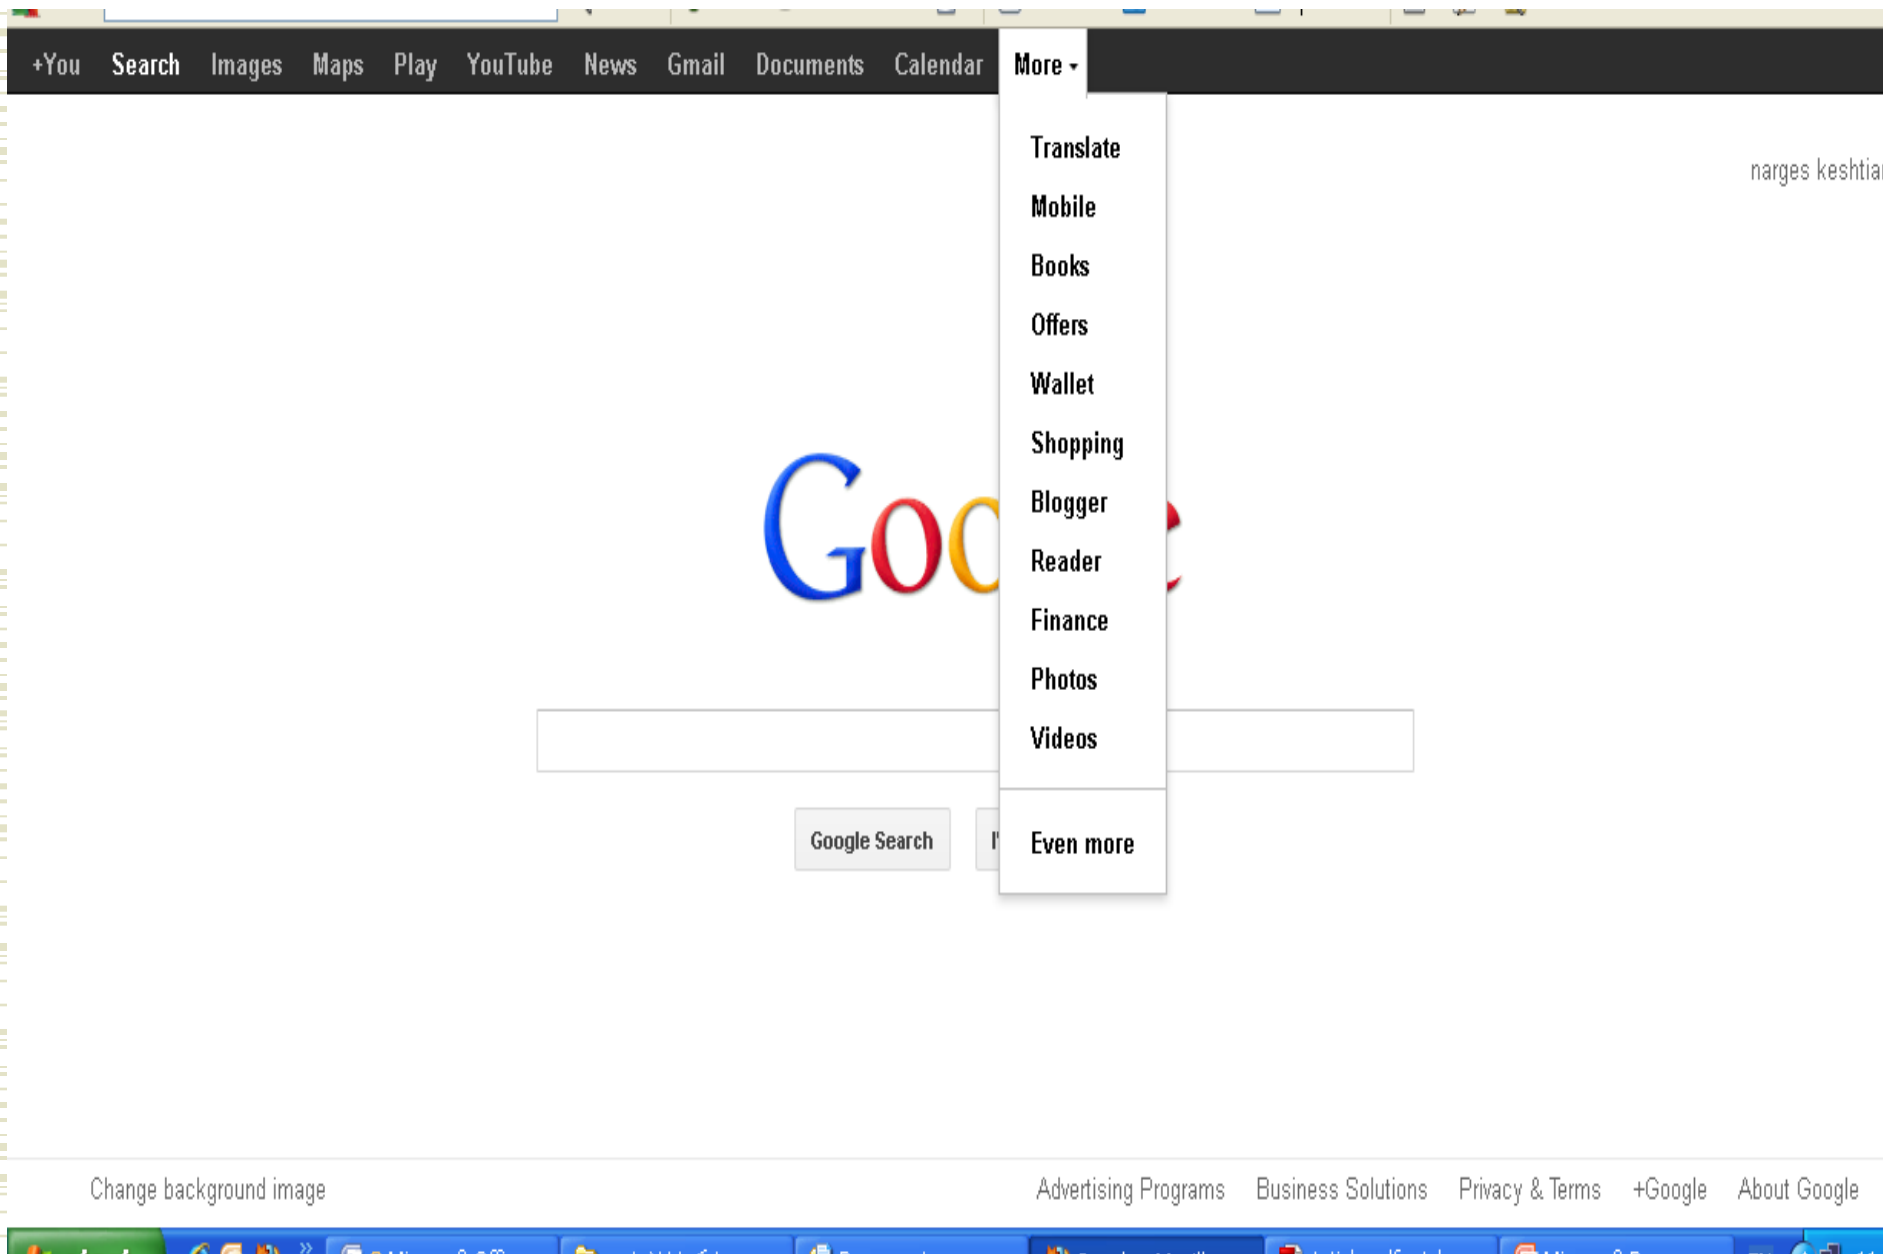 +You Search Images Maps Play YouTube News Gmail Documents Calendar More
Translate
narges
Mobile
Books
Offers
Wallet
Shopping
Blogger
Reader
Finance
Photos
Videos
Google Search
Even more
Change background image Advertising Programs Business Solutions Privacy & Terms +Google About Google